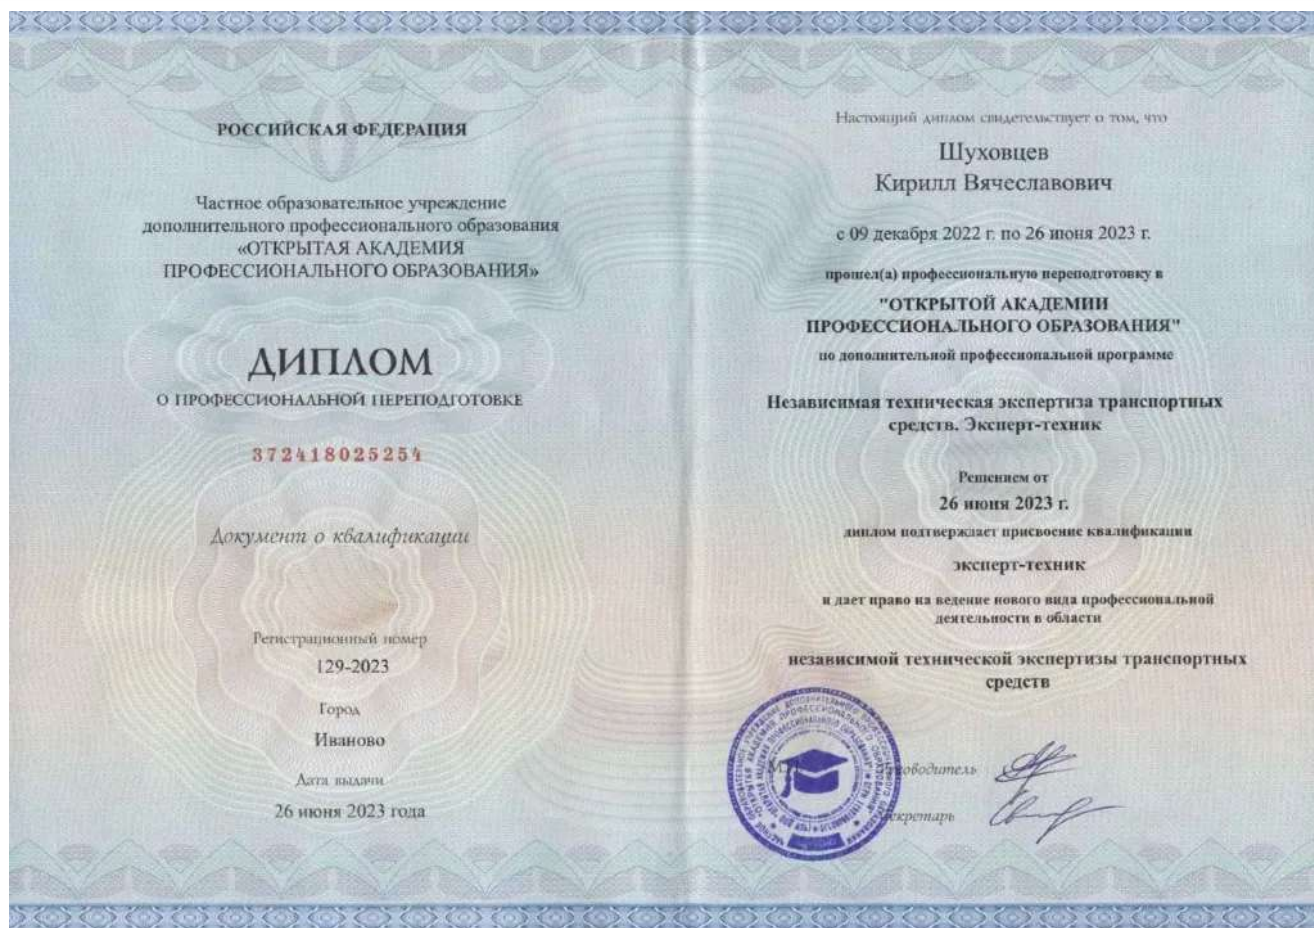 РОССИЙСКАЯ ФЕДЕРАЦИЯ
Частное образовательное учреждение
дополнительного профессионального образования
«ОТКРЫТАЯ АКАДЕМИЯ
ПРОФЕССИОНАЛЬНОГО ОБРАЗОВАНИЯ»
ДИПЛОМ
О ПРОФЕССИОНАЛЬНОЙ ПЕРЕПОДГОТОВКЕ
372418025254
Документ о квалификации
Регистрационный номер
129-2023
Город
Иваново
Дата выдачи
26 июня 2023 года
Настоящий диплом свидетельствует о том, что
Шуховцев
Кирилл Вячеславович
с 09 декабря 2022 г. по 26 июня 2023 г.
прошел(а) профессиональную переподготовку в
"ОТКРЫТОЙ АКАДЕМИИ
ПРОФЕССИОНАЛЬНОГО ОБРАЗОВАНИЯ"
по дополнительной профессиональной программе
Независимая техническая экспертиза транспортных
средств. Эксперт-техник
Решением от
26 июня 2023 г.
диплом подтверждает присвоение квалификации
эксперт-техник
и дает право на ведение нового вида профессиональной
деятельности в области
независимой технической экспертизы транспортных
средств
Руководитель
Секретарь